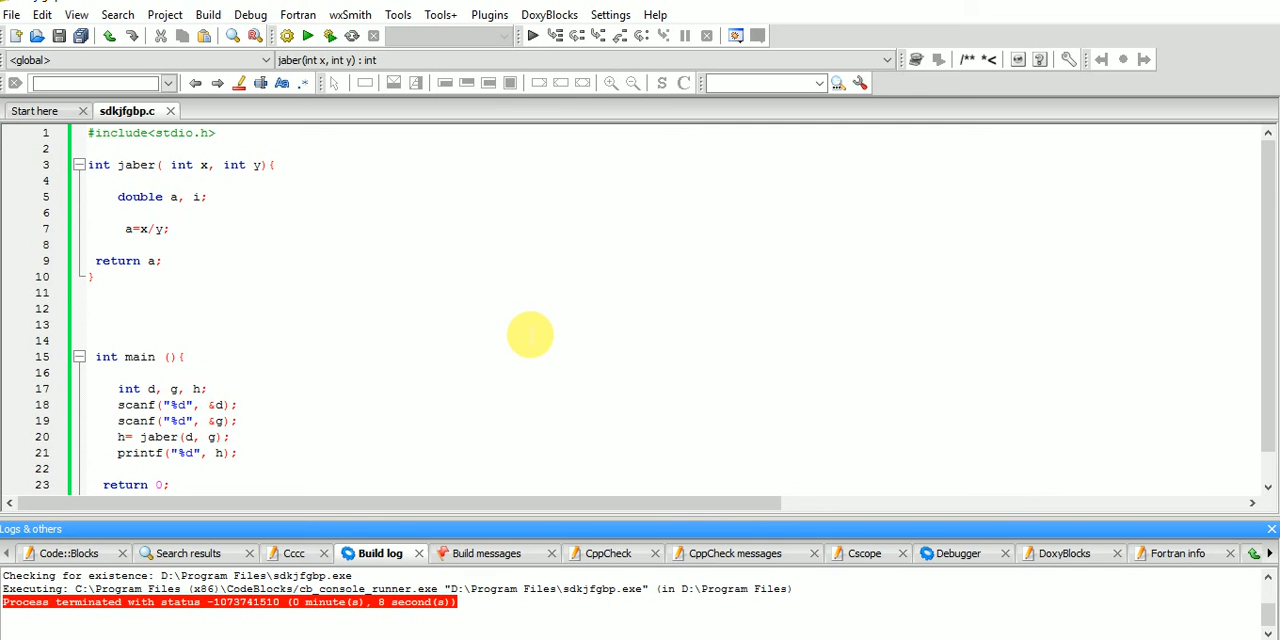 File Edit View Search Project Build Debug Fortran wxSmith Tools Tools+ Plugins DoxyBlocks Settings Help
<global> jaber(int x, int y) : int /** *<
S C
Start here sdkjfgbp.c
1 #include<stdio.h>
2
3 int jaber( int x, int y){
4
5 double a, i;
6
7 a=x/y;
8
9 return a;
10 }
11
12
13
14
15 int main (){
16
17 int d, g, h;
18 scanf("%d", &d);
19 scanf("%d", &g);
20 h= jaber(d, g);
21 printf("%d", h);
22
23 return 0;
Logs & others
Code::Blocks Search results Cccc Build log Build messages CppCheck CppCheck messages Cscope Debugger DoxyBlocks Fortran info
Checking for existence: D:\Program Files\sdkjfgbp.exe
Executing: C:\Program Files (x86)\CodeBlocks/cb_console_runner.exe "D:\Program Files\sdkjfgbp.exe" (in D:\Program Files)
Process terminated with status -1073741510 (0 minute(s), 8 second(s))